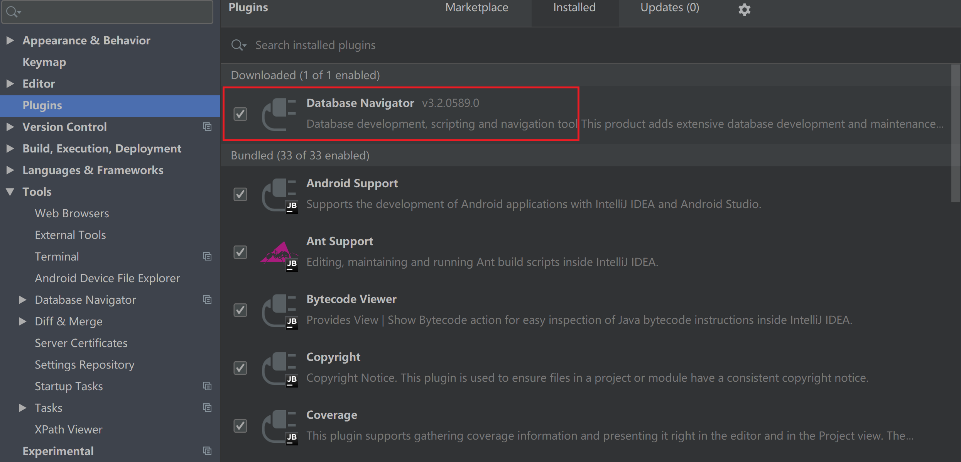 Plugins
Marketplace
Installed
Updates (0)
Appearance & Behavior
Keymap
Editor
Plugins
Version Control
Build, Execution, Deployment
Languages & Frameworks
Tools
Web Browsers
External Tools
Terminal
Android Device File Explorer
Database Navigator
Diff & Merge
Server Certificates
Settings Repository
Startup Tasks
Tasks
XPath Viewer
Experimental
Search installed plugins
Downloaded (1 of 1 enabled)
Database Navigator v3.2.0589.0
Database development, scripting and navigation tool This product adds extensive database development and maintenance...
Bundled (33 of 33 enabled)
Android Support
JB
Supports the development of Android applications with IntelliJ IDEA and Android Studio.
Ant Support
JB
Editing, maintaining and running Ant build scripts inside IntelliJ IDEA.
Bytecode Viewer
JB
Provides View | Show Bytecode action for easy inspection of Java bytecode instructions inside IntelliJ IDEA.
Copyright
JB
Copyright Notice. This plugin is used to ensure files in a project or module have a consistent copyright notice.
Coverage
JB
This plugin supports gathering coverage information and presenting it right in the editor and in the Project view. The...